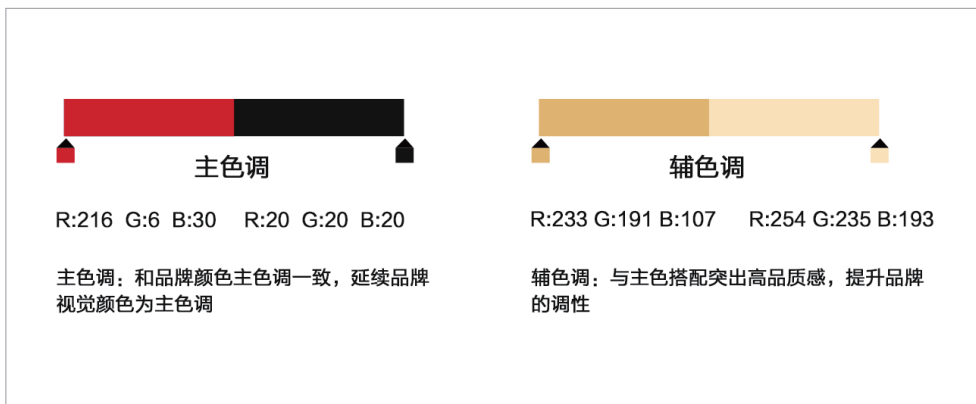 主色调
R:216 G:6 B:30 R:20 G:20 B:20
主色调：和品牌颜色主色调一致，延续品牌
视觉颜色为主色调
辅色调
R:233 G:191 B:107 R:254 G:235 B:193
辅色调：与主色搭配突出高品质感，提升品牌
的调性